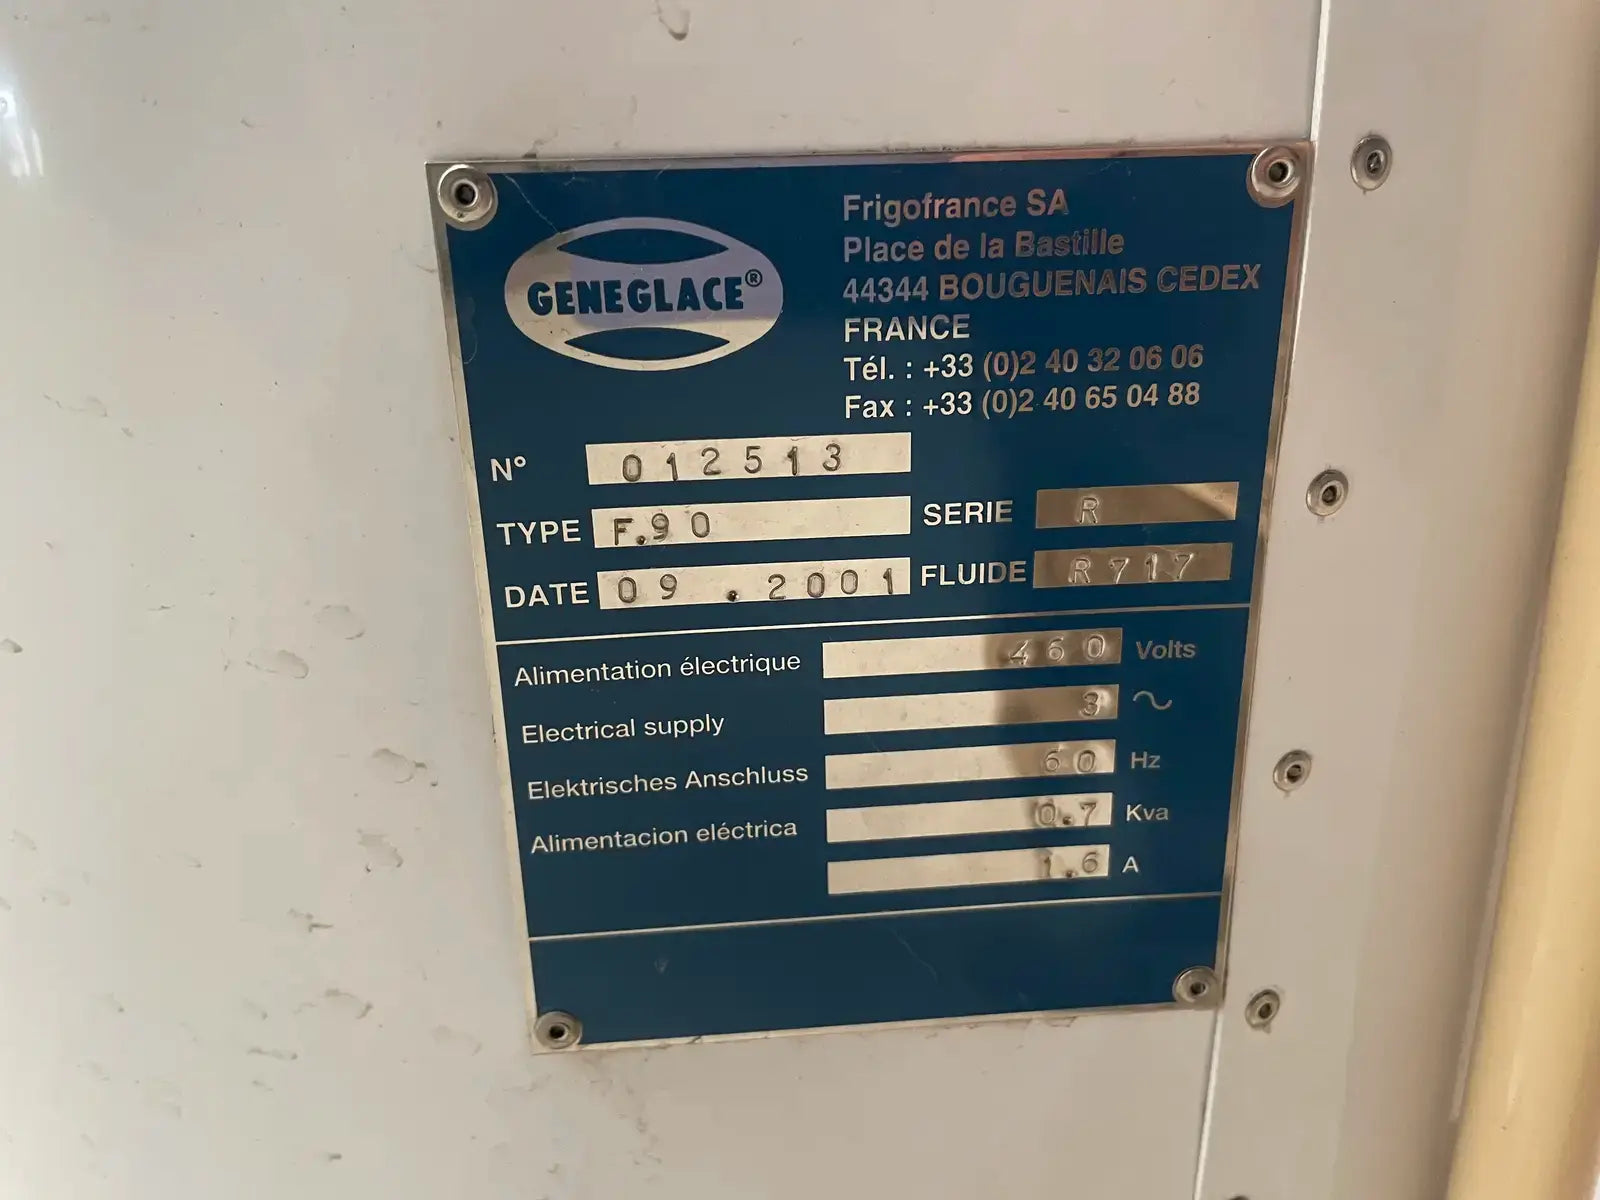 GENEGLACE®
Frigofrance SA
Place de la Bastille
44344 BOUGUENAIS CEDEX
FRANCE
Tél. : +33 (0)2 40 32 06 06
Fax : +33 (0)2 40 65 04 88
N° 012513
TYPE F.90 SERIE R
DATE 09 .2001 FLUIDE R717
Alimentation électrique 460 Volts
Electrical supply 3 ~
Elektrisches Anschluss 60 Hz
Alimentacion eléctrica 0.7 Kva
1.6 A